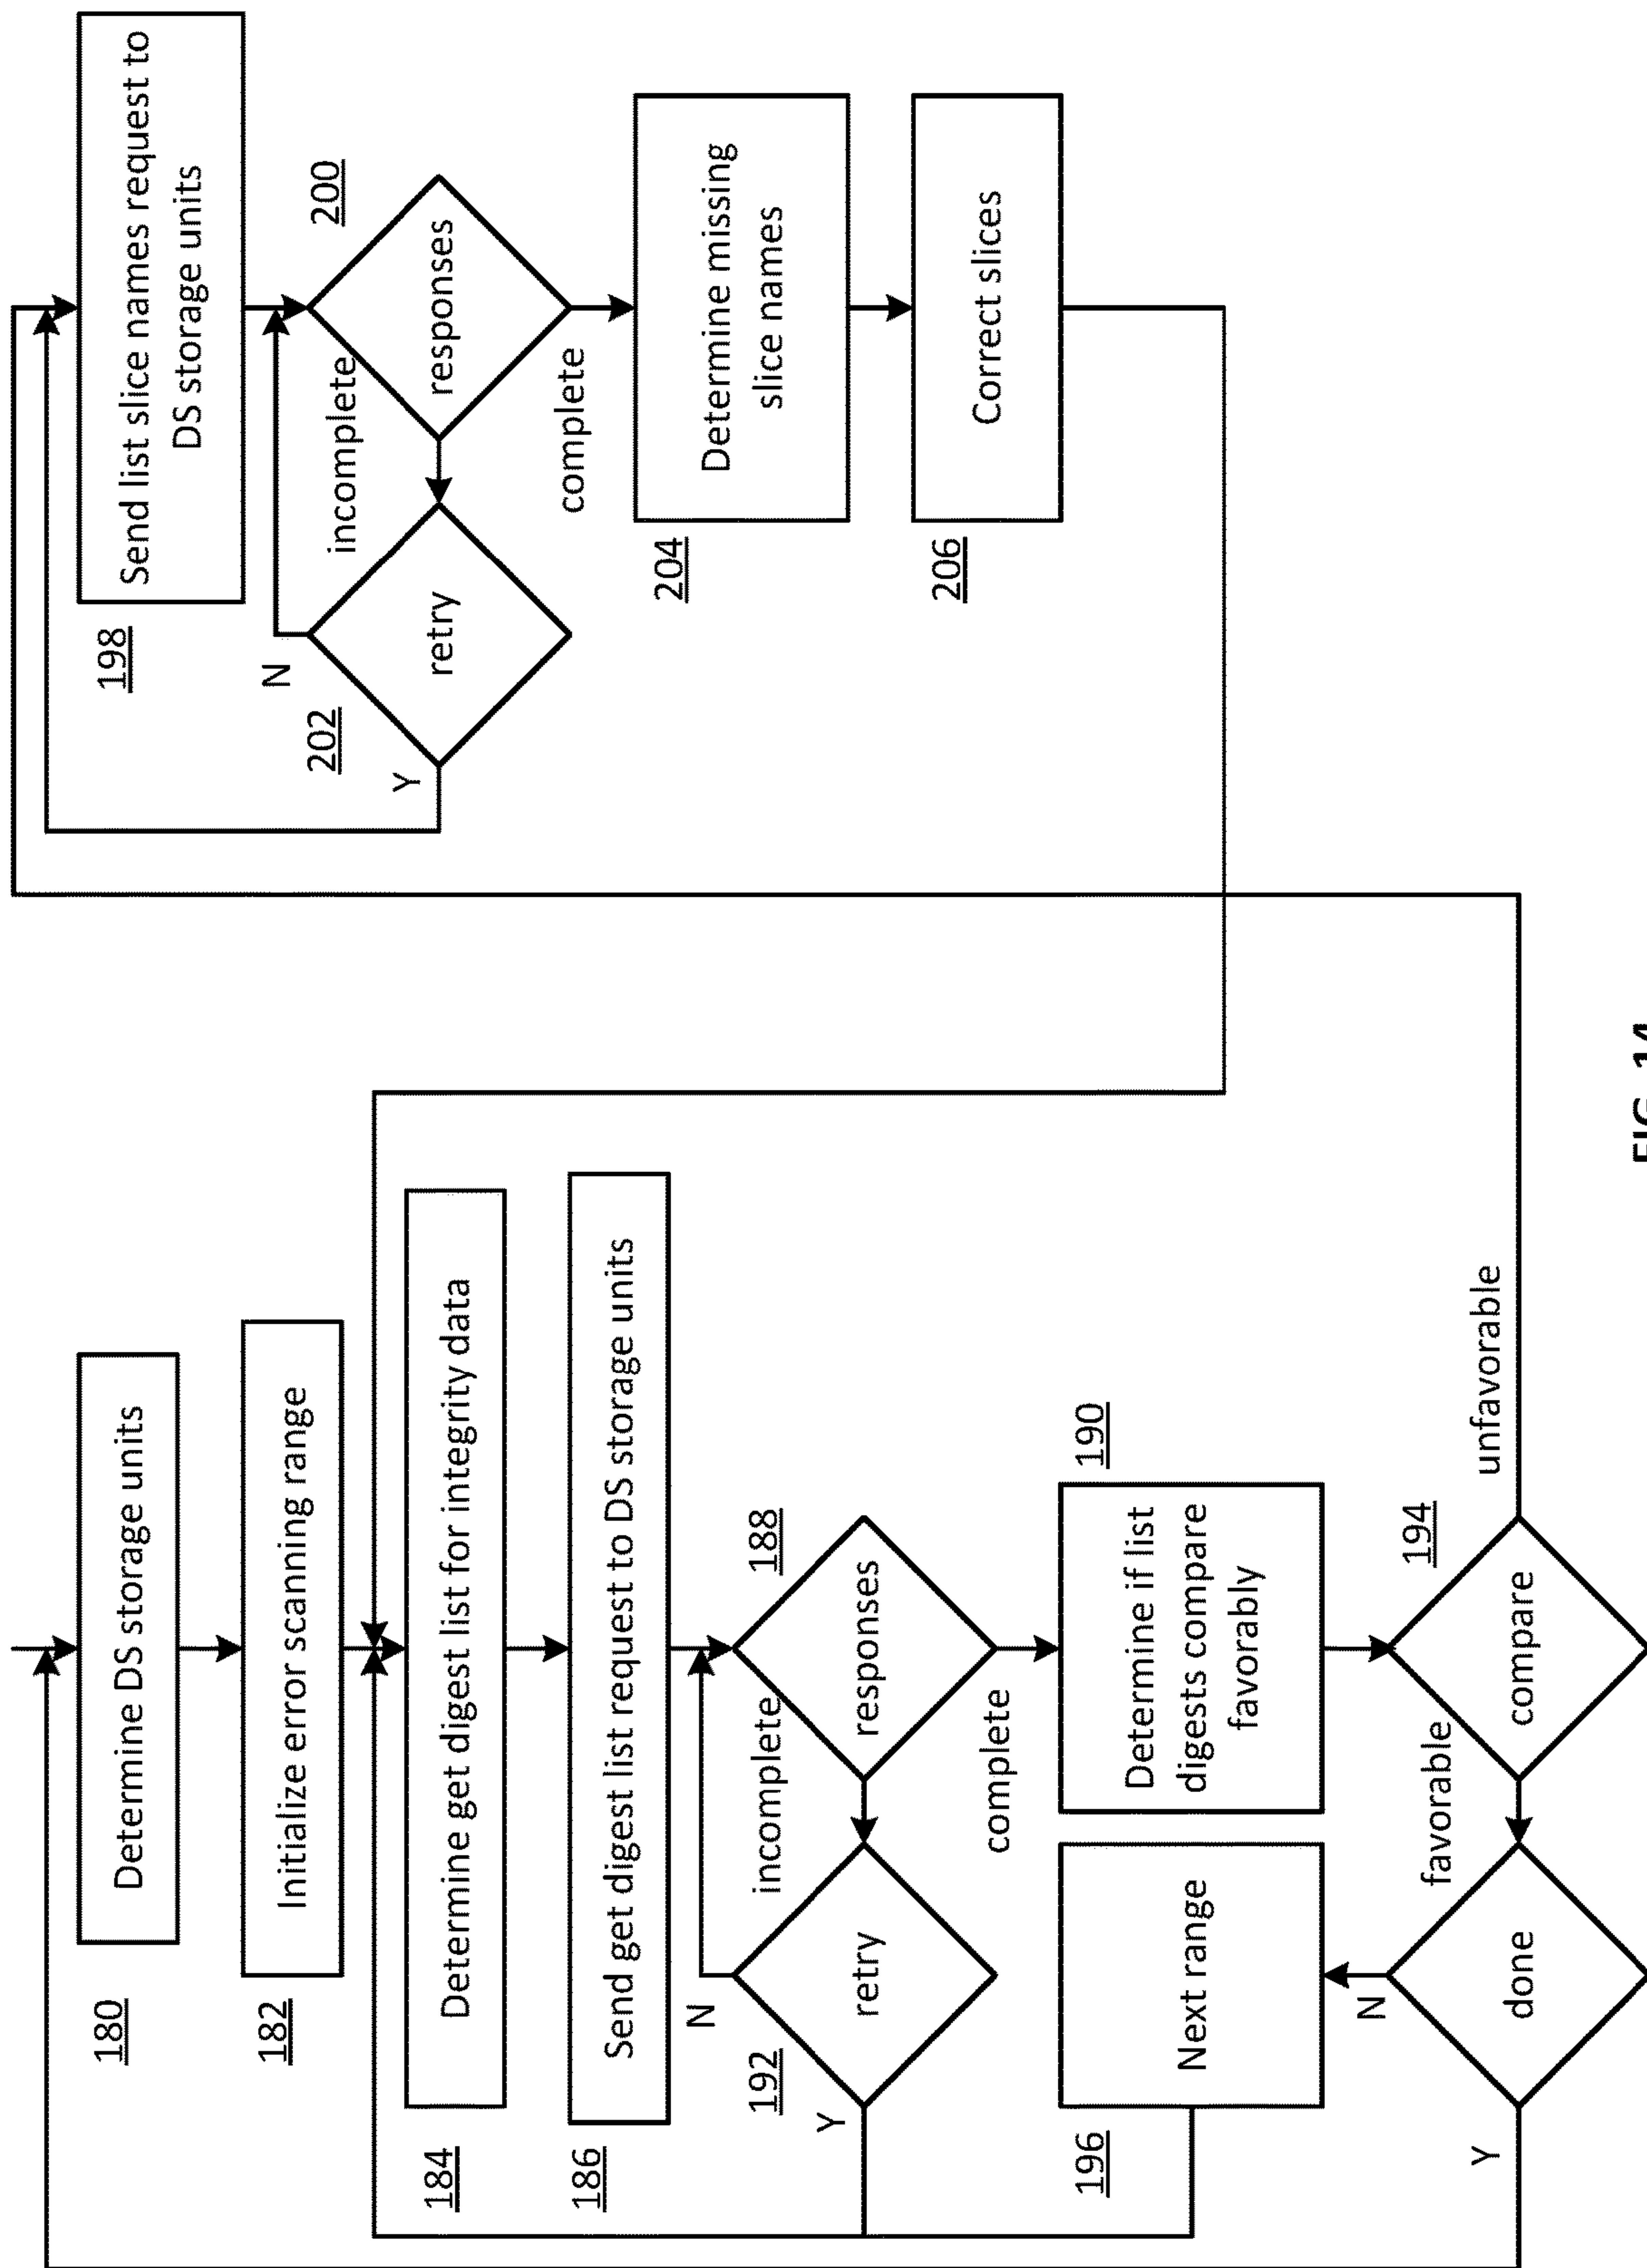 180
Determine DS storage units
182
Initialize error scanning range
184
Determine get digest list for integrity data
186
Send get digest list request to DS storage units
N
incomplete
188
192
retry
responses
Y
complete
196
Next range
190
Determine if list
digests compare
favorably
N
favorable
194
unfavorable
Y
done
compare
198
Send list slice names request to
DS storage units
N
incomplete
200
202
retry
responses
Y
complete
204
Determine missing
slice names
206
Correct slices
FIG. 14